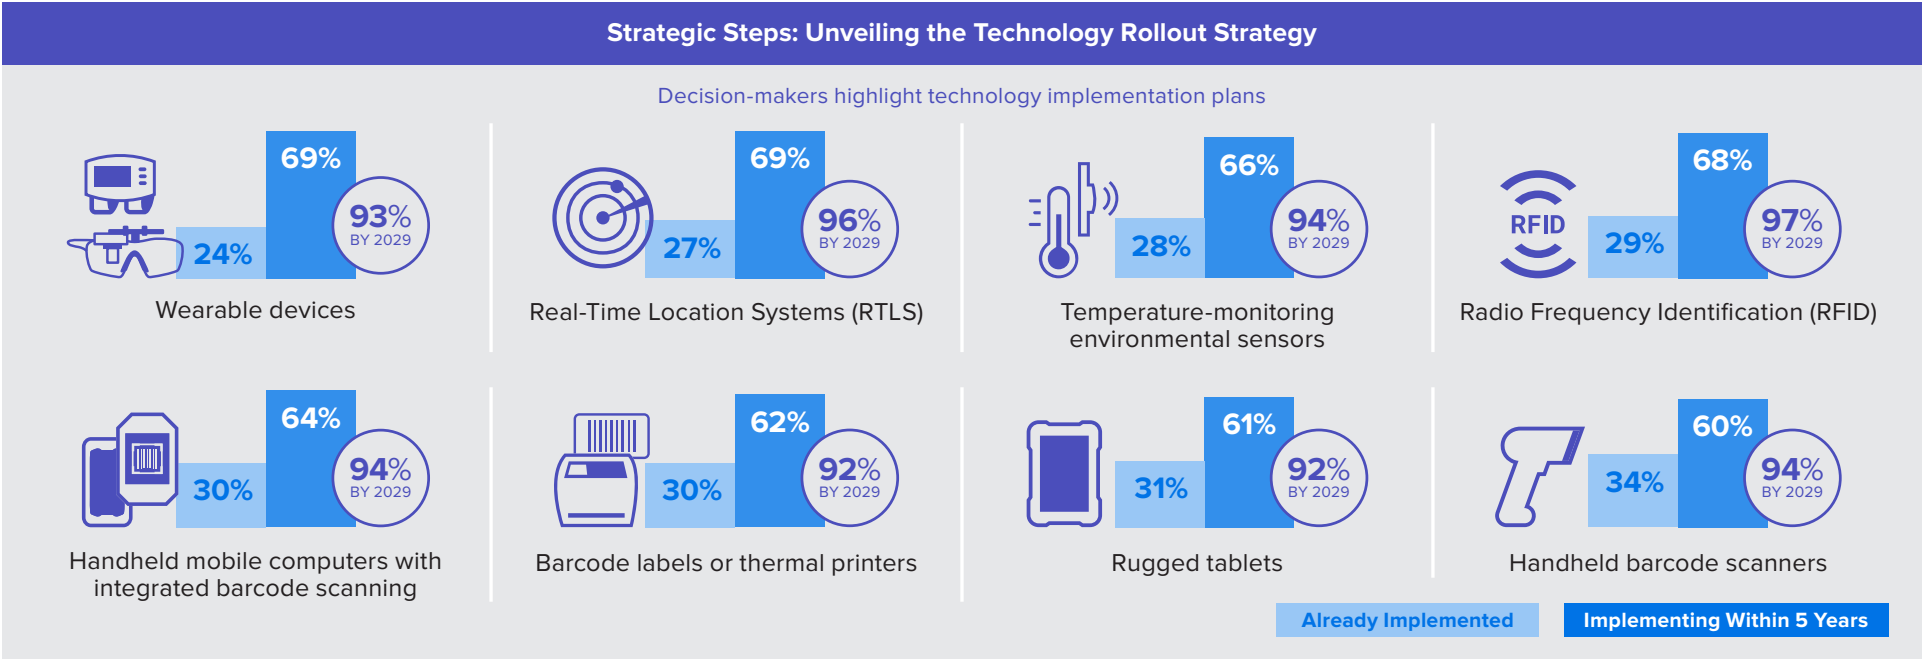 Strategic Steps: Unveiling the Technology Rollout Strategy
Decision-makers highlight technology implementation plans
69%
24%
93%
BY 2029
Wearable devices
69%
27%
96%
BY 2029
Real-Time Location Systems (RTLS)
66%
28%
94%
BY 2029
Temperature-monitoring
environmental sensors
RFID
68%
29%
97%
BY 2029
Radio Frequency Identification (RFID)
64%
30%
94%
BY 2029
Handheld mobile computers with
integrated barcode scanning
62%
30%
92%
BY 2029
Barcode labels or thermal printers
61%
31%
92%
BY 2029
Rugged tablets
60%
34%
94%
BY 2029
Handheld barcode scanners
Already Implemented
Implementing Within 5 Years